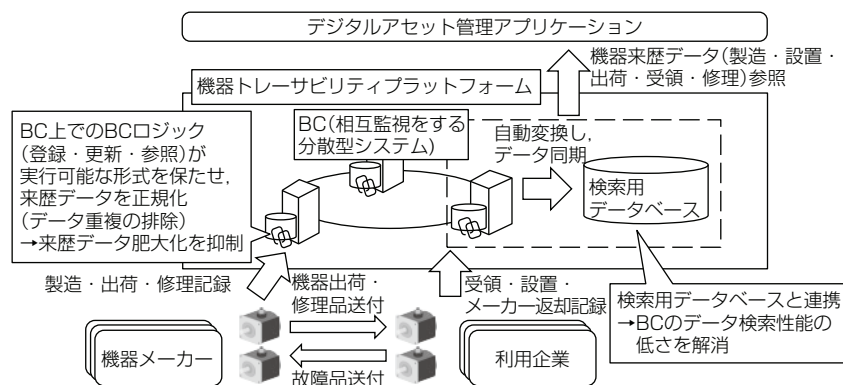 デジタルアセット管理アプリケーション
機器来歴データ(製造・設置・
出荷・受領・修理)参照
機器トレーサビリティプラットフォーム
BC上でのBCロジック
(登録・更新・参照)が
実行可能な形式を保たせ,
来歴データを正規化
(データ重複の排除)
→来歴データ肥大化を抑制
BC(相互監視をする
分散型システム)
自動変換し,
データ同期
検索用
データベース
製造・出荷・修理記録
機器出荷・
修理品送付
受領・設置・
メーカー返却記録
検索用データベースと連携
→BCのデータ検索性能の
低さを解消
機器メーカー
利用企業
故障品送付